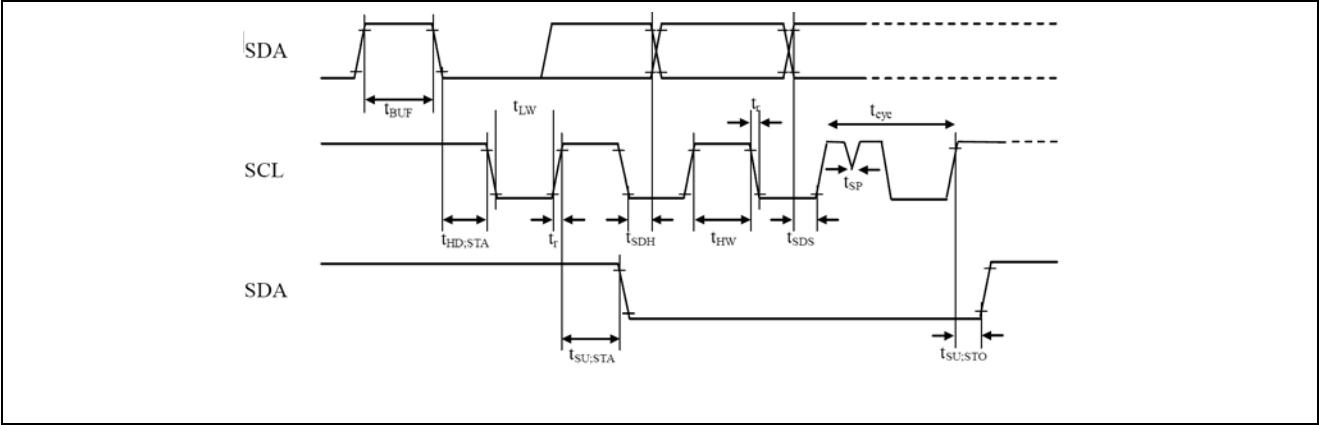 SDA
tBUF
tLW
tr
tcyc
SCL
tSP
tHD;STA
tr
tSDH
tHW
tSDS
SDA
tSU;STA
tSU;STO